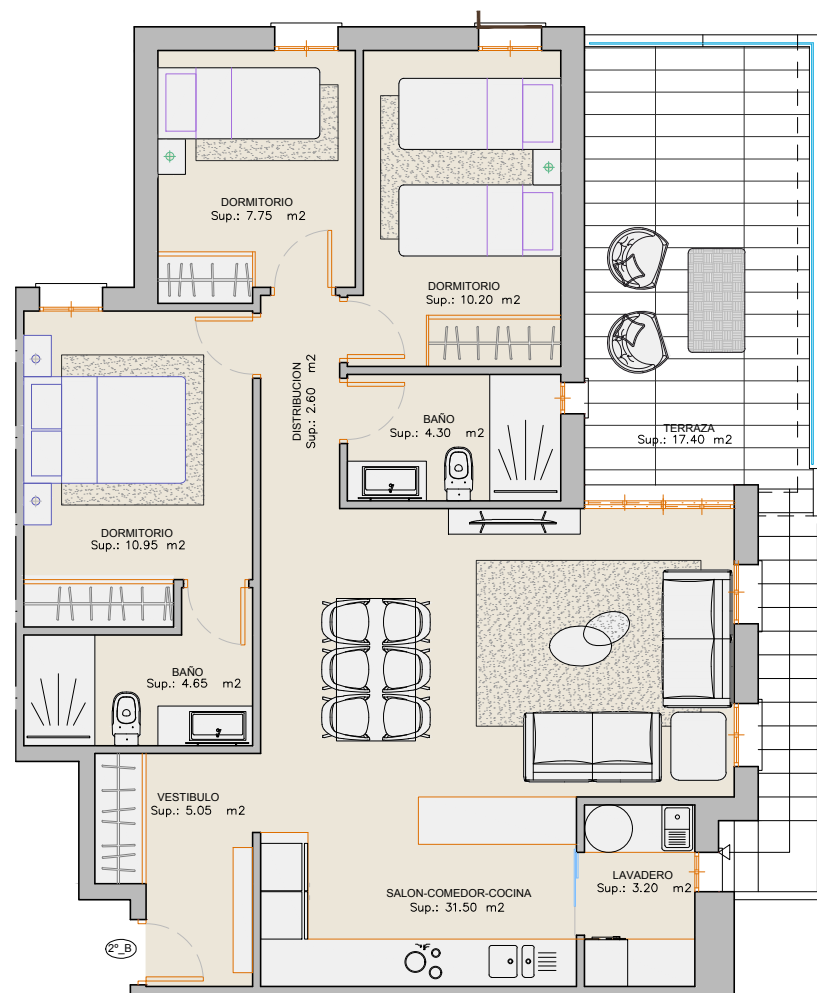 DORMITORIO
Sup.: 7.75 m2
DORMITORIO
Sup.: 10.20 m2
DISTRIBUCION
Sup.: 2.60 m2
BAÑO
Sup.: 4.30 m2
TERRAZA
Sup.: 17.40 m2
DORMITORIO
Sup.: 10.95 m2
BAÑO
Sup.: 4.65 m2
VESTIBULO
Sup.: 5.05 m2
SALON-COMEDOR-COCINA
Sup.: 31.50 m2
LAVADERO
Sup.: 3.20 m2
2º_B